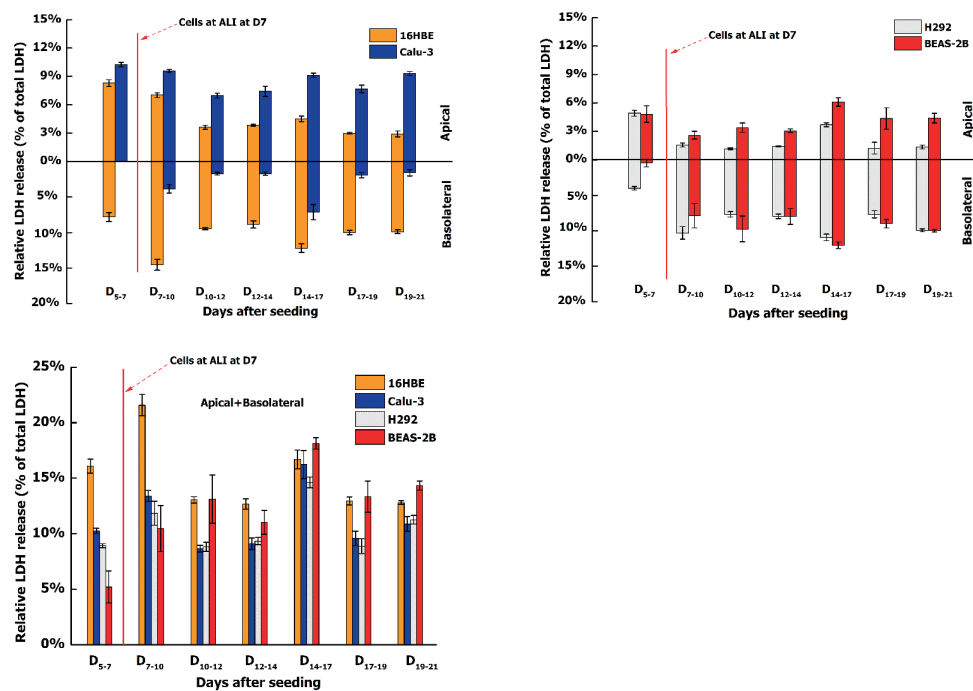 Cells at ALI at D7
16HBE
Calu-3
Relative LDH release (% of total LDH)
15%
12%
9%
6%
3%
0%
5%
10%
15%
20%
Apical
Basolateral
D5-7 D7-10 D10-12 D12-14 D14-17 D17-19 D19-21
Days after seeding
Cells at ALI at D7
H292
BEAS-2B
Relative LDH release (% of total LDH)
15%
12%
9%
6%
3%
0%
5%
10%
15%
20%
Apical
Basolateral
D5-7 D7-10 D10-12 D12-14 D14-17 D17-19 D19-21
Days after seeding
Cells at ALI at D7
Apical+Basolateral
16HBE
Calu-3
H292
BEAS-2B
Relative LDH release (% of total LDH)
25%
20%
15%
10%
5%
0%
D5-7 D7-10 D10-12 D12-14 D14-17 D17-19 D19-21
Days after seeding